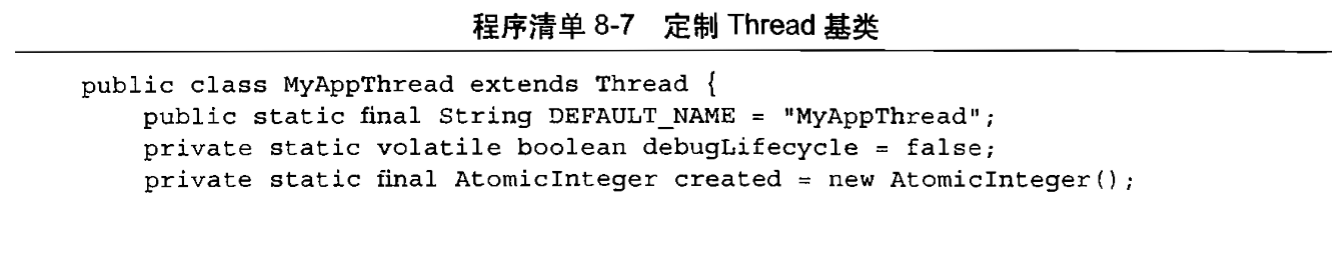 程序清单 8-7 定制 Thread 基类
public class MyAppThread extends Thread {
public static final String DEFAULT_NAME = "MyAppThread";
private static volatile boolean debugLifecycle = false;
private static final AtomicInteger created = new AtomicInteger();